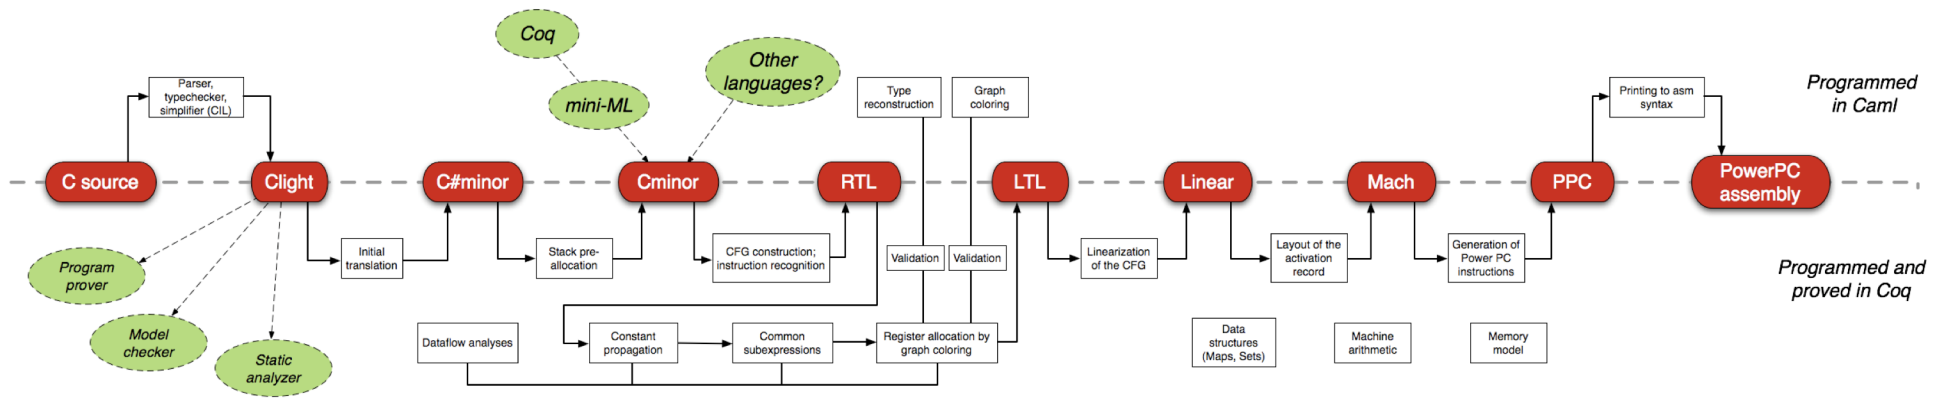 Coq
Other
languages?
mini-ML
Parser,
typechecker,
simplifier (CIL)
Type
reconstruction
Graph
coloring
Printing to asm
syntax
Programmed
in Caml
C source
Clight
C#minor
Cminor
RTL
LTL
Linear
Mach
PPC
PowerPC
assembly
Program
prover
Model
checker
Static
analyzer
Initial
translation
Stack pre-
allocation
CFG construction;
instruction recognition
Validation
Validation
Linearization
of the CFG
Layout of the
activation
record
Generation of
Power PC
instructions
Programmed and
proved in Coq
Dataflow analyses
Constant
propagation
Common
subexpressions
Register allocation by
graph coloring
Data
structures
(Maps, Sets)
Machine
arithmetic
Memory
model